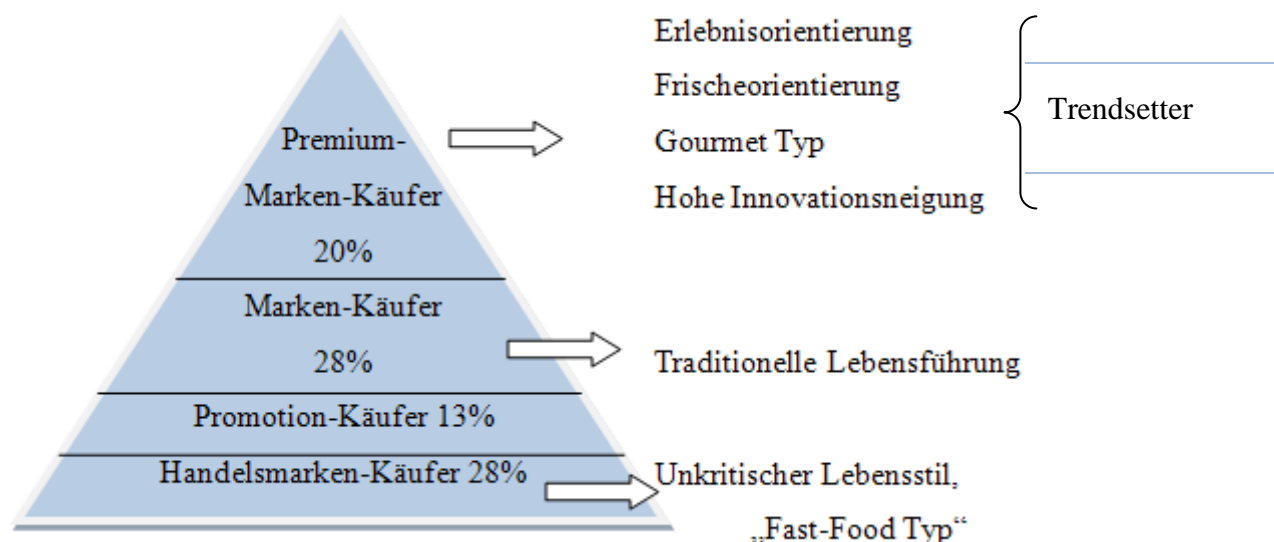 Premium-
Marken-Käufer
20%
Marken-Käufer
28%
Promotion-Käufer 13%
Handelsmarken-Käufer 28%
Erlebnisorientierung
Frischeorientierung
Gourmet Typ
Hohe Innovationsneigung
Trendsetter
Traditionelle Lebensführung
Unkritischer Lebensstil,
„Fast-Food Typ“